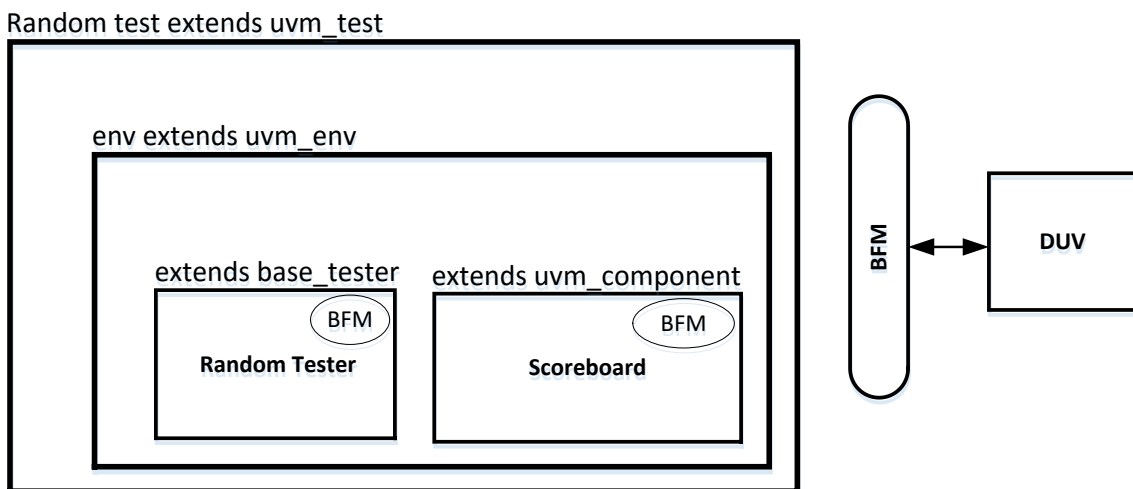 Random test extends uvm_test
env extends uvm_env
extends base_tester
extends uvm_component
BFM
BFM
Random Tester
Scoreboard
BFM
DUV